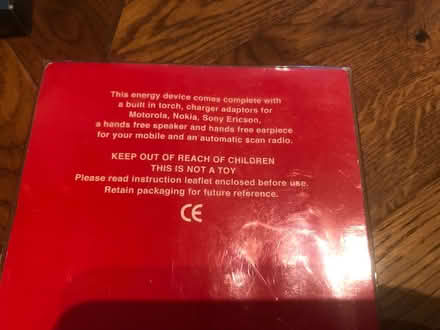 This energy device comes complete with
a built in torch, charger adaptors for
Motorola, Nokia, Sony Ericson,
a hands free speaker and hands free earpiece
for your mobile and an automatic scan radio.
KEEP OUT OF REACH OF CHILDREN
THIS IS NOT A TOY
Please read instruction leaflet enclosed before use.
Retain packaging for future reference.
CE